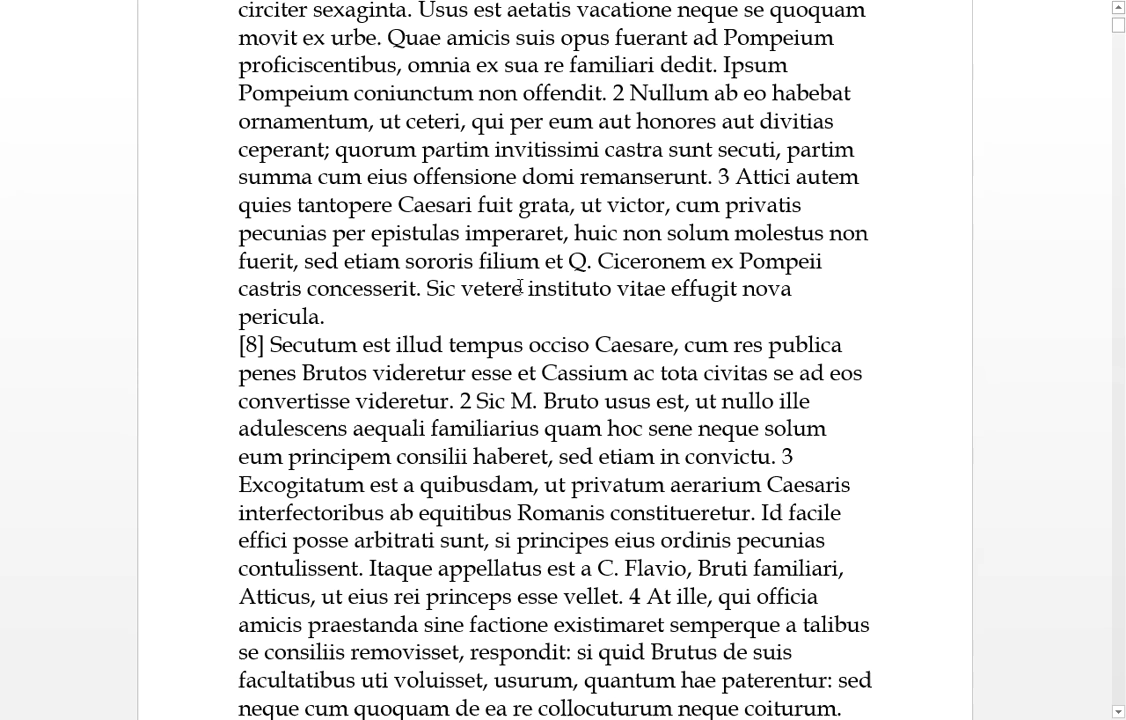 circiter sexaginta. Usus est aetatis vacatione neque se quoquam
movit ex urbe. Quae amicis suis opus fuerant ad Pompeium
proficiscentibus, omnia ex sua re familiari dedit. Ipsum
Pompeium coniunctum non offendit. 2 Nullum ab eo habebat
ornamentum, ut ceteri, qui per eum aut honores aut divitias
ceperant; quorum partim invitissimi castra sunt secuti, partim
summa cum eius offensione domi remanserunt. 3 Attici autem
quies tantopere Caesari fuit grata, ut victor, cum privatis
pecunias per epistulas imperaret, huic non solum molestus non
fuerit, sed etiam sororis filium et Q. Ciceronem ex Pompeii
castris concesserit. Sic vetere instituto vitae effugit nova
pericula.
[8] Secutum est illud tempus occiso Caesare, cum res publica
penes Brutos videretur esse et Cassium ac tota civitas se ad eos
convertisse videretur. 2 Sic M. Bruto usus est, ut nullo ille
adulescens aequali familiarius quam hoc sene neque solum
eum principem consilii haberet, sed etiam in convictu. 3
Excogitatum est a quibusdam, ut privatum aerarium Caesaris
interfectoribus ab equitibus Romanis constitueretur. Id facile
effici posse arbitrati sunt, si principes eius ordinis pecunias
contulissent. Itaque appellatus est a C. Flavio, Bruti familiari,
Atticus, ut eius rei princeps esse vellet. 4 At ille, qui officia
amicis praestanda sine factione existimaret semperque a talibus
se consiliis removisset, respondit: si quid Brutus de suis
facultatibus uti voluisset, usurum, quantum hae paterentur: sed
neque cum quoquam de ea re collocuturum neque coiturum.